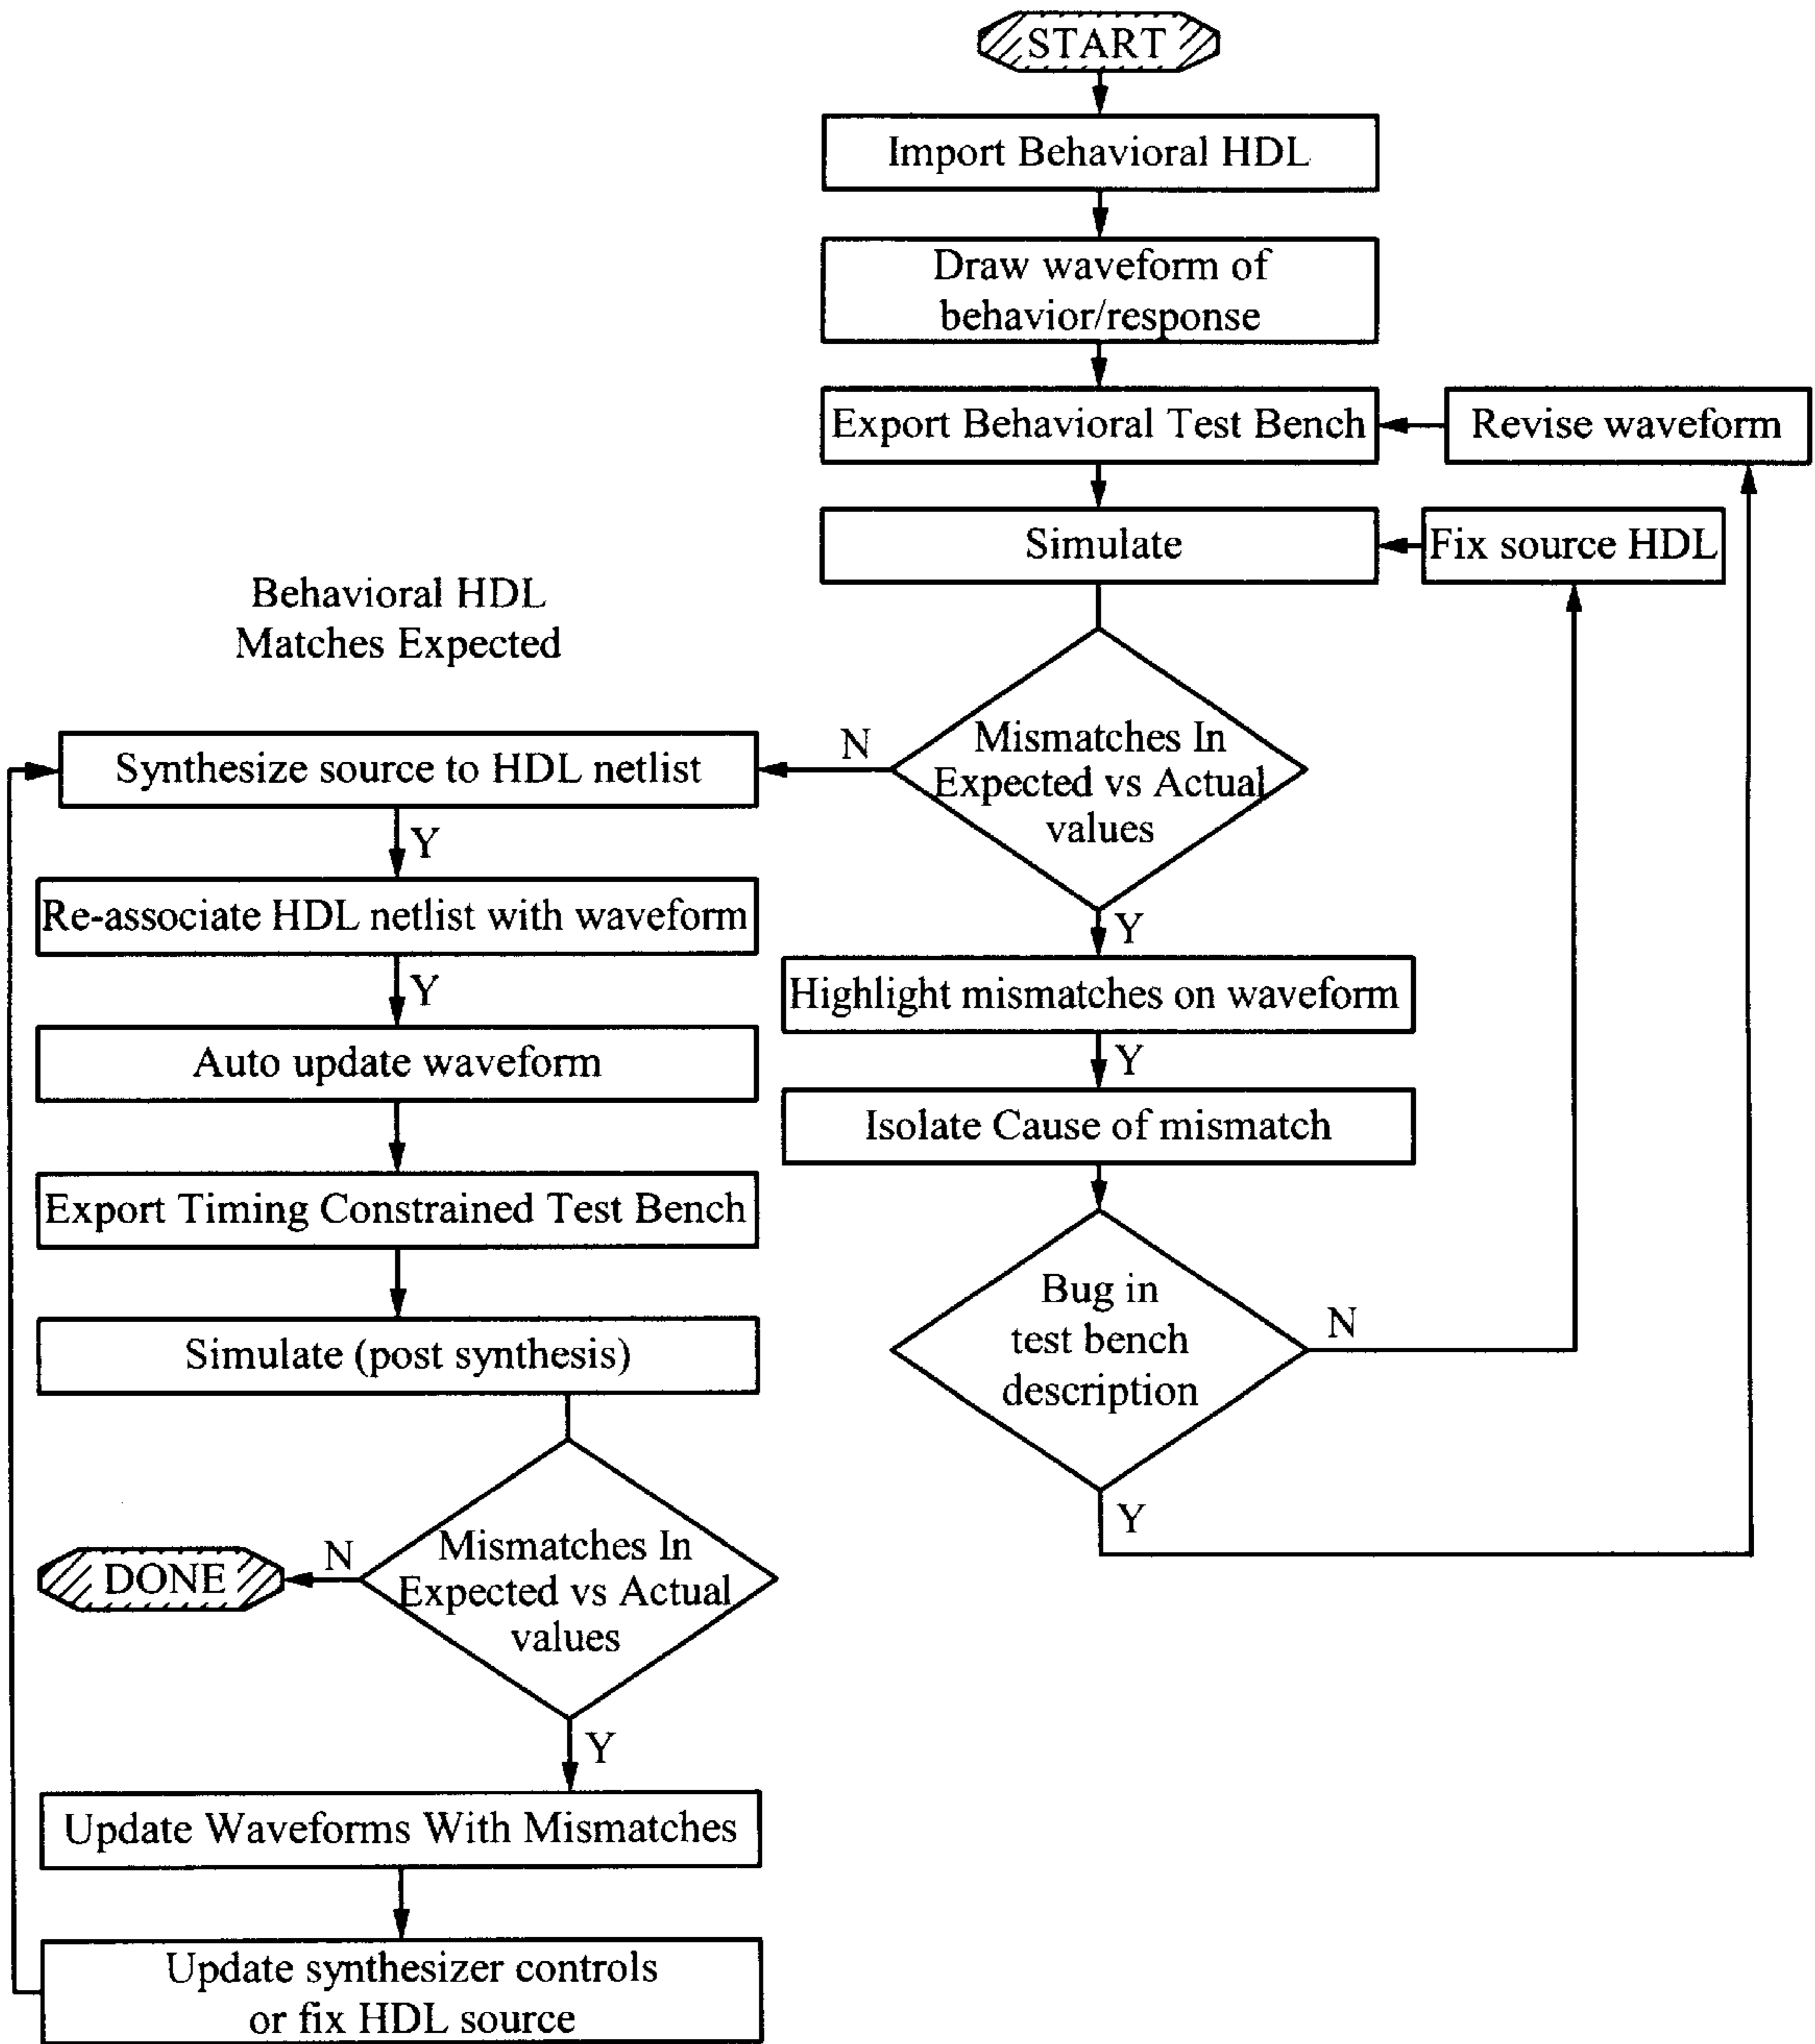 START
Import Behavioral HDL
Draw waveform of
behavior/response
Export Behavioral Test Bench
Revise waveform
Simulate
Fix source HDL
Behavioral HDL
Matches Expected
Mismatches In
Expected vs Actual
values
N
Synthesize source to HDL netlist
Y
Re-associate HDL netlist with waveform
Y
Auto update waveform
Export Timing Constrained Test Bench
Simulate (post synthesis)
Y
Highlight mismatches on waveform
Y
Isolate Cause of mismatch
Bug in
test bench
description
N
Y
Mismatches In
Expected vs Actual
values
N
DONE
Y
Update Waveforms With Mismatches
Update synthesizer controls
or fix HDL source